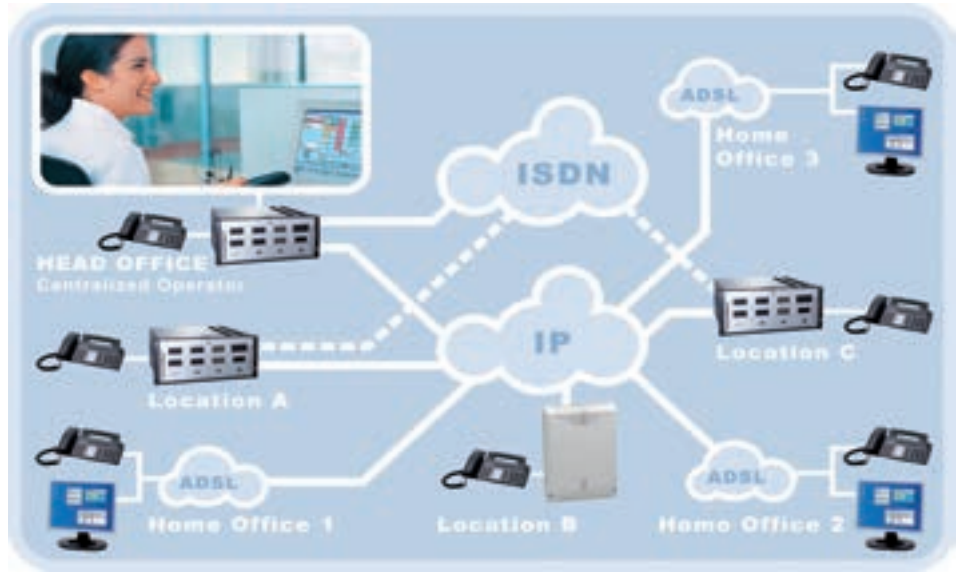 ADSL
Home
Office 3
ISDN
HEAD OFFICE
Centralized Operator
IP
Location C
Location A
ADSL
Home Office 1
Location B
ADSL
Home Office 2